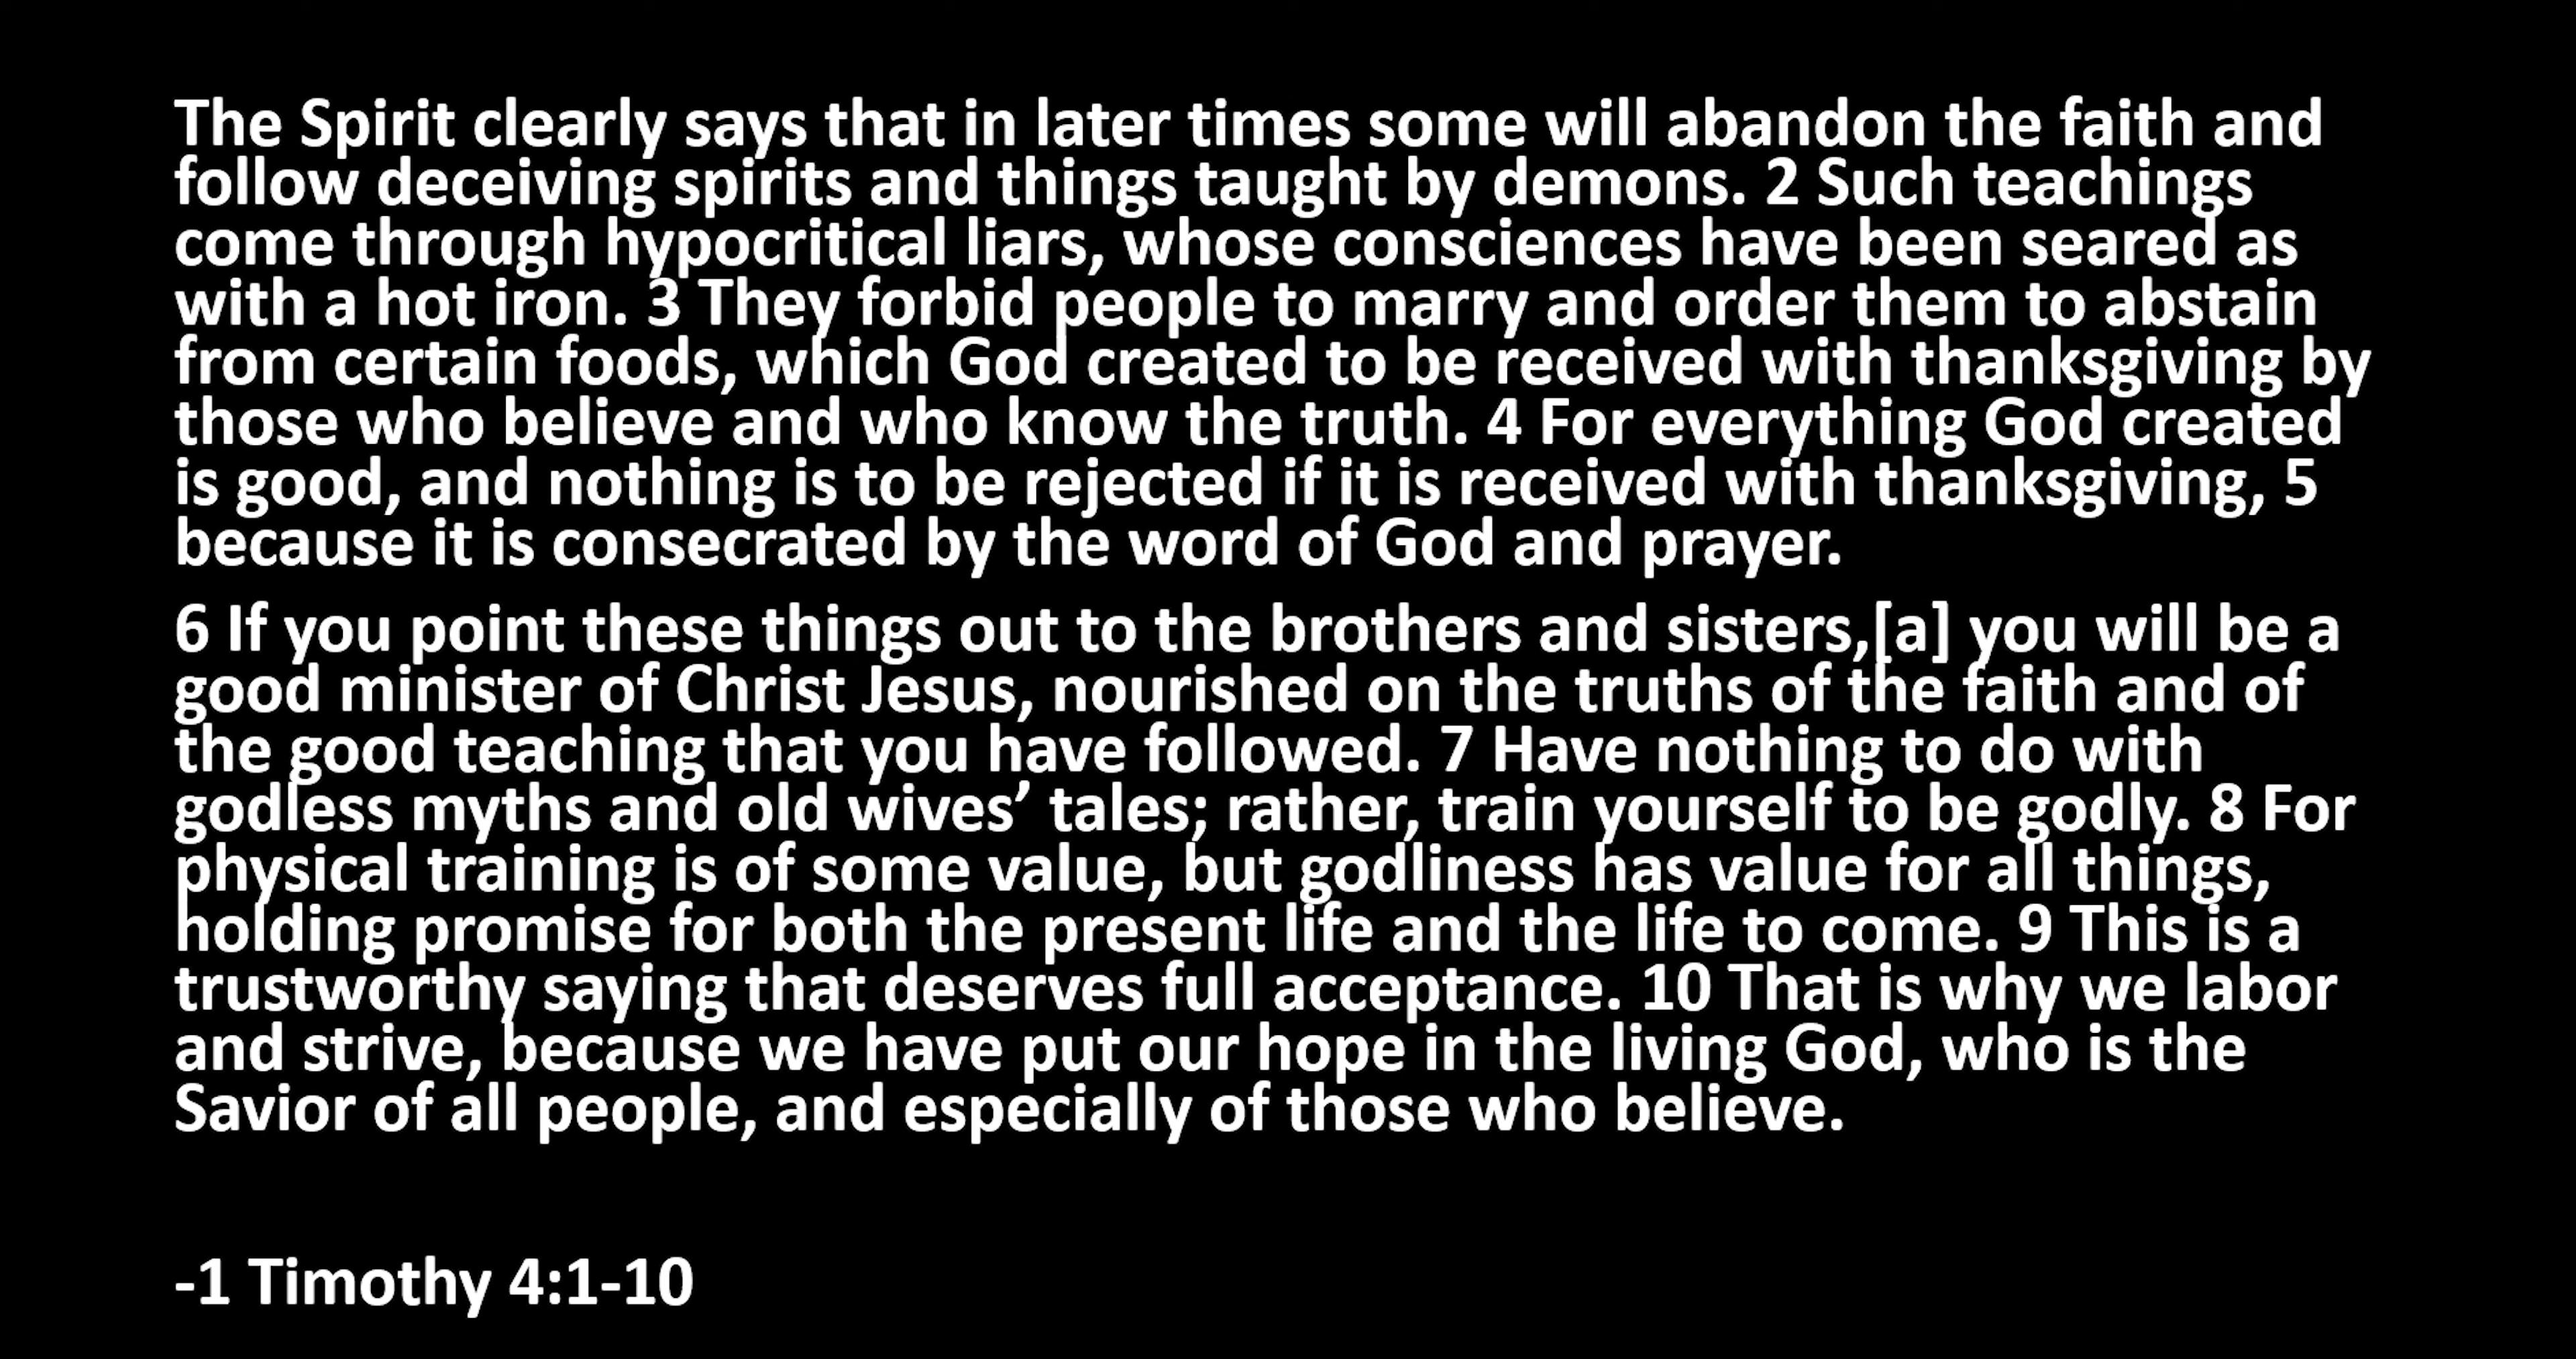 The Spirit clearly says that in later times some will abandon the faith and
follow deceiving spirits and things taught by demons. 2 Such teachings
come through hypocritical liars, whose consciences have been seared as
with a hot iron. 3 They forbid people to marry and order them to abstain
from certain foods, which God created to be received with thanksgiving by
those who believe and who know the truth. 4 For everything God created
is good, and nothing is to be rejected if it is received with thanksgiving, 5
because it is consecrated by the word of God and prayer.
6 If you point these things out to the brothers and sisters,[a] you will be a
good minister of Christ Jesus, nourished on the truths of the faith and of
the good teaching that you have followed. 7 Have nothing to do with
godless myths and old wives’ tales; rather, train yourself to be godly. 8 For
physical training is of some value, but godliness has value for all things,
holding promise for both the present life and the life to come. 9 This is a
trustworthy saying that deserves full acceptance. 10 That is why we labor
and strive, because we have put our hope in the living God, who is the
Savior of all people, and especially of those who believe.
-1 Timothy 4:1-10